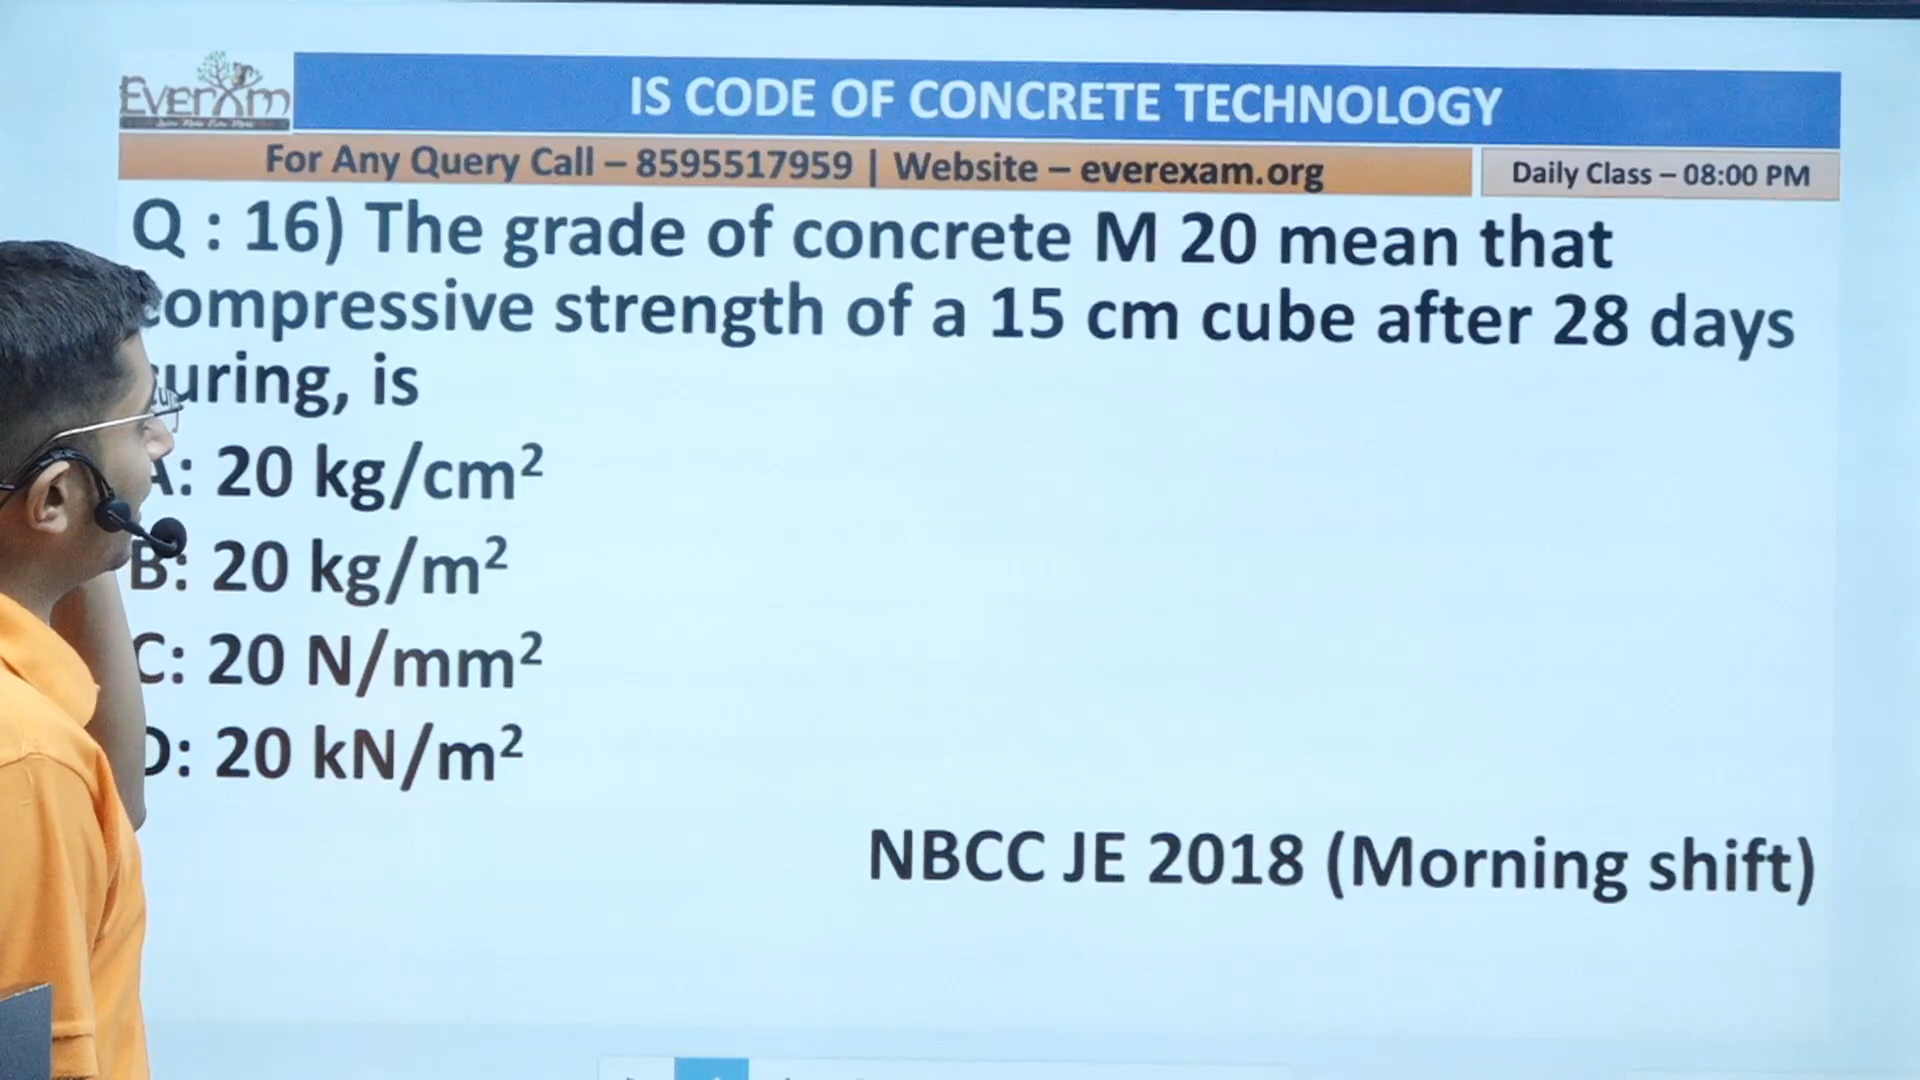 EverXm
IS CODE OF CONCRETE TECHNOLOGY
For Any Query Call – 8595517959 | Website – everexam.org
Daily Class – 08:00 PM
Q : 16) The grade of concrete M 20 mean that
compressive strength of a 15 cm cube after 28 days
curing, is
A: 20 kg/cm²
B: 20 kg/m²
C: 20 N/mm²
D: 20 kN/m²
NBCC JE 2018 (Morning shift)